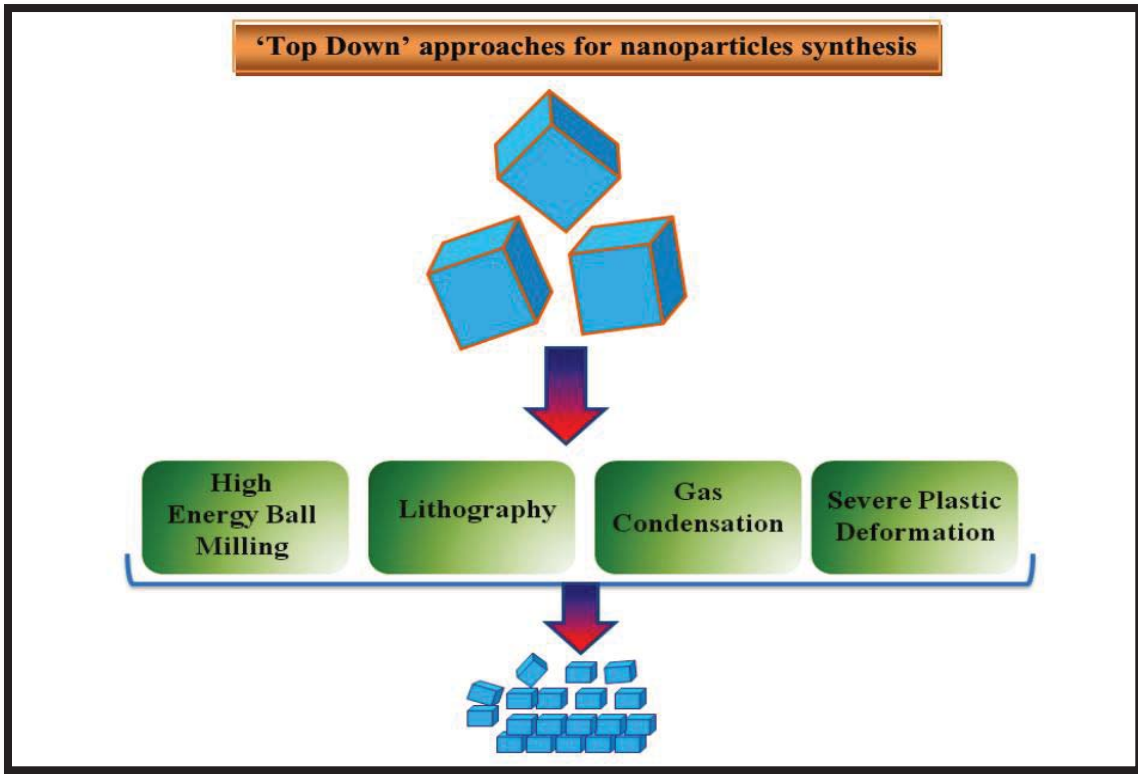 ‘Top Down’ approaches for nanoparticles synthesis
High
Energy Ball
Milling
Lithography
Gas
Condensation
Severe Plastic
Deformation